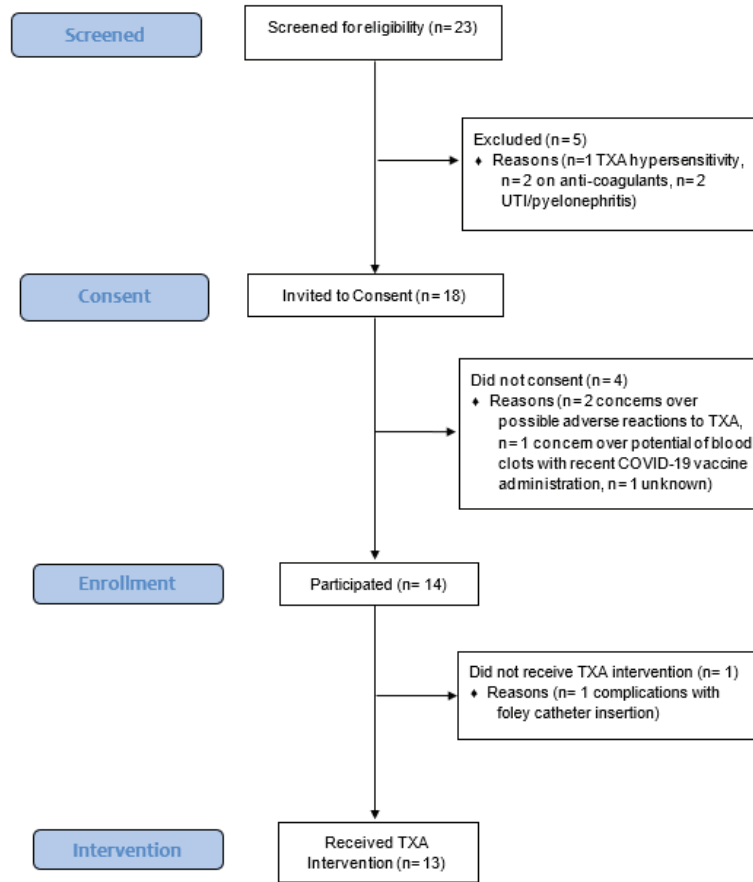 Screened
Screened for eligibility (n= 23)
Excluded (n= 5)
♦ Reasons (n=1 TXA hypersensitivity,
n= 2 on anti-coagulants, n= 2
UTI/pyelonephritis)
Consent
Invited to Consent (n= 18)
Did not consent (n= 4)
♦ Reasons (n= 2 concerns over
possible adverse reactions to TXA,
n= 1 concern over potential of blood
clots with recent COVID-19 vaccine
administration, n= 1 unknown)
Enrollment
Participated (n= 14)
Did not receive TXA intervention (n= 1)
♦ Reasons (n= 1 complications with
foley catheter insertion)
Intervention
Received TXA
Intervention (n= 13)